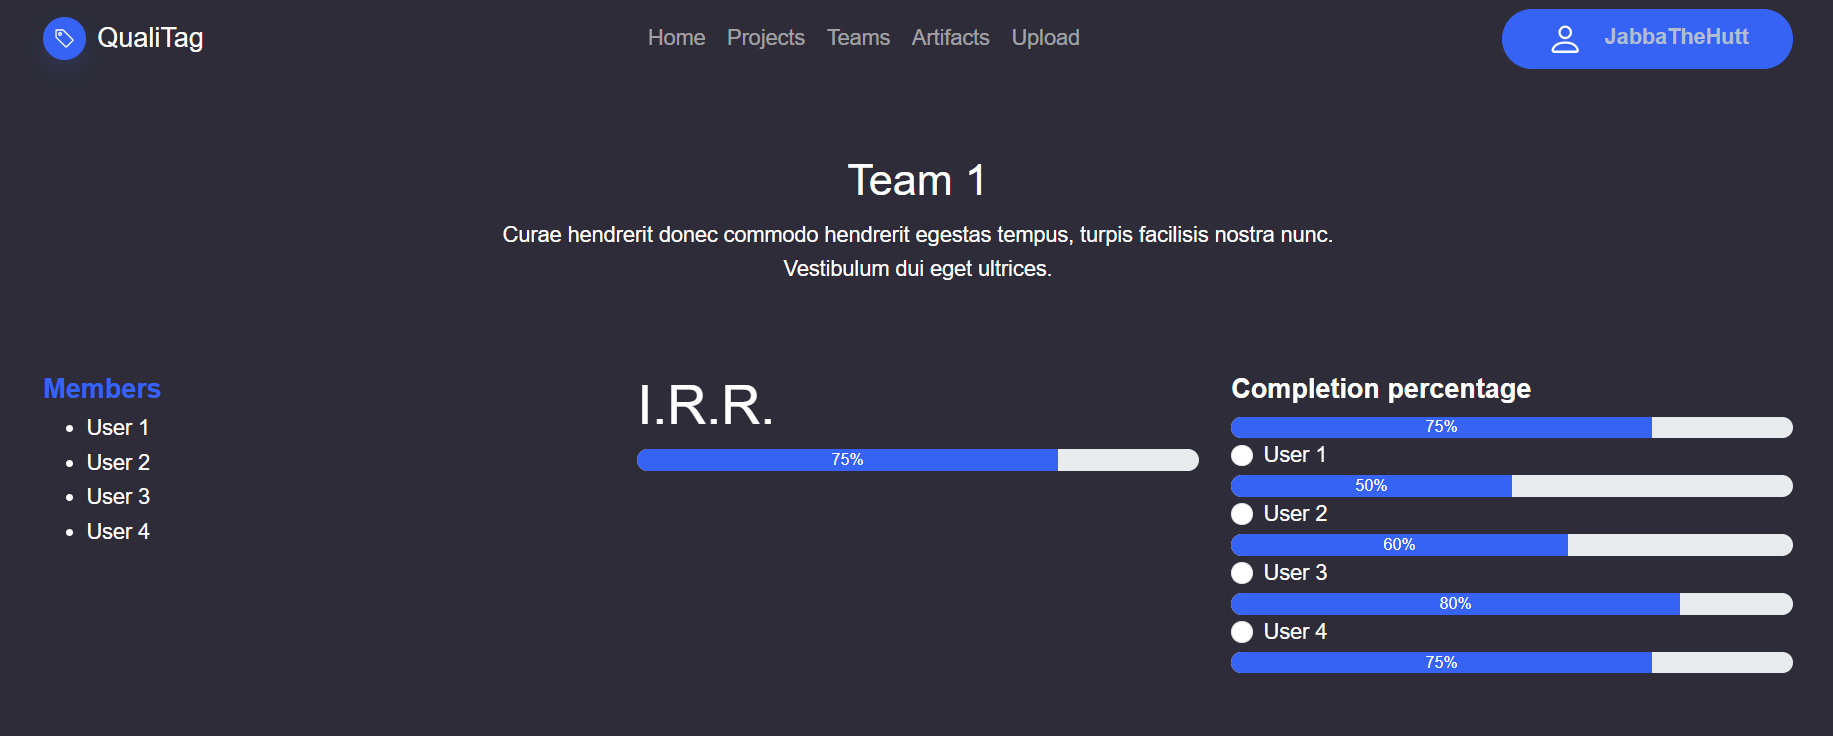 QualiTag
Home Projects Teams Artifacts Upload
JabbaTheHutt
Team 1
Curae hendrerit donec commodo hendrerit egestas tempus, turpis facilisis nostra nunc.
Vestibulum dui eget ultrices.
Members
User 1
User 2
User 3
User 4
I.R.R.
75%
Completion percentage
75%
User 1
50%
User 2
60%
User 3
80%
User 4
75%